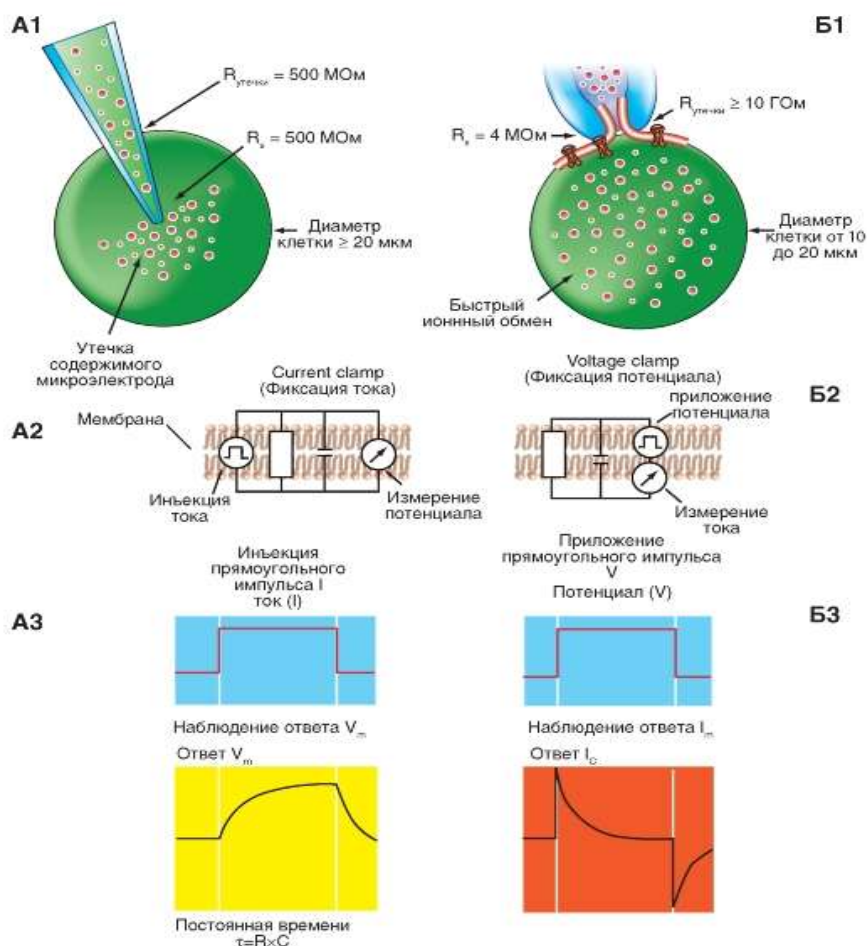 А1
Б1
Rутечки = 500 МОм
Rутечки ≥ 10 ГОм
Rа = 500 МОм
Rа = 4 МОм
Диаметр
клетки ≥ 20 мкм
Диаметр
клетки от 10
до 20 мкм
Быстрый
ионнный обмен
Утечка
содержимого
микроэлектрода
Current clamp
(Фиксация тока)
Voltage clamp
(Фиксация потенциала)
А2
Б2
Мембрана
приложение
потенциала
Инъекция
тока
Измерение
потенциала
Измерение
тока
Инъекция
прямоугольного
импульса I
ток (I)
Приложение
прямоугольного импульса
V
Потенциал (V)
А3
Б3
Наблюдение ответа Vm
Наблюдение ответа Im
Ответ Vm
Ответ IC
Постоянная времени
τ=R×C